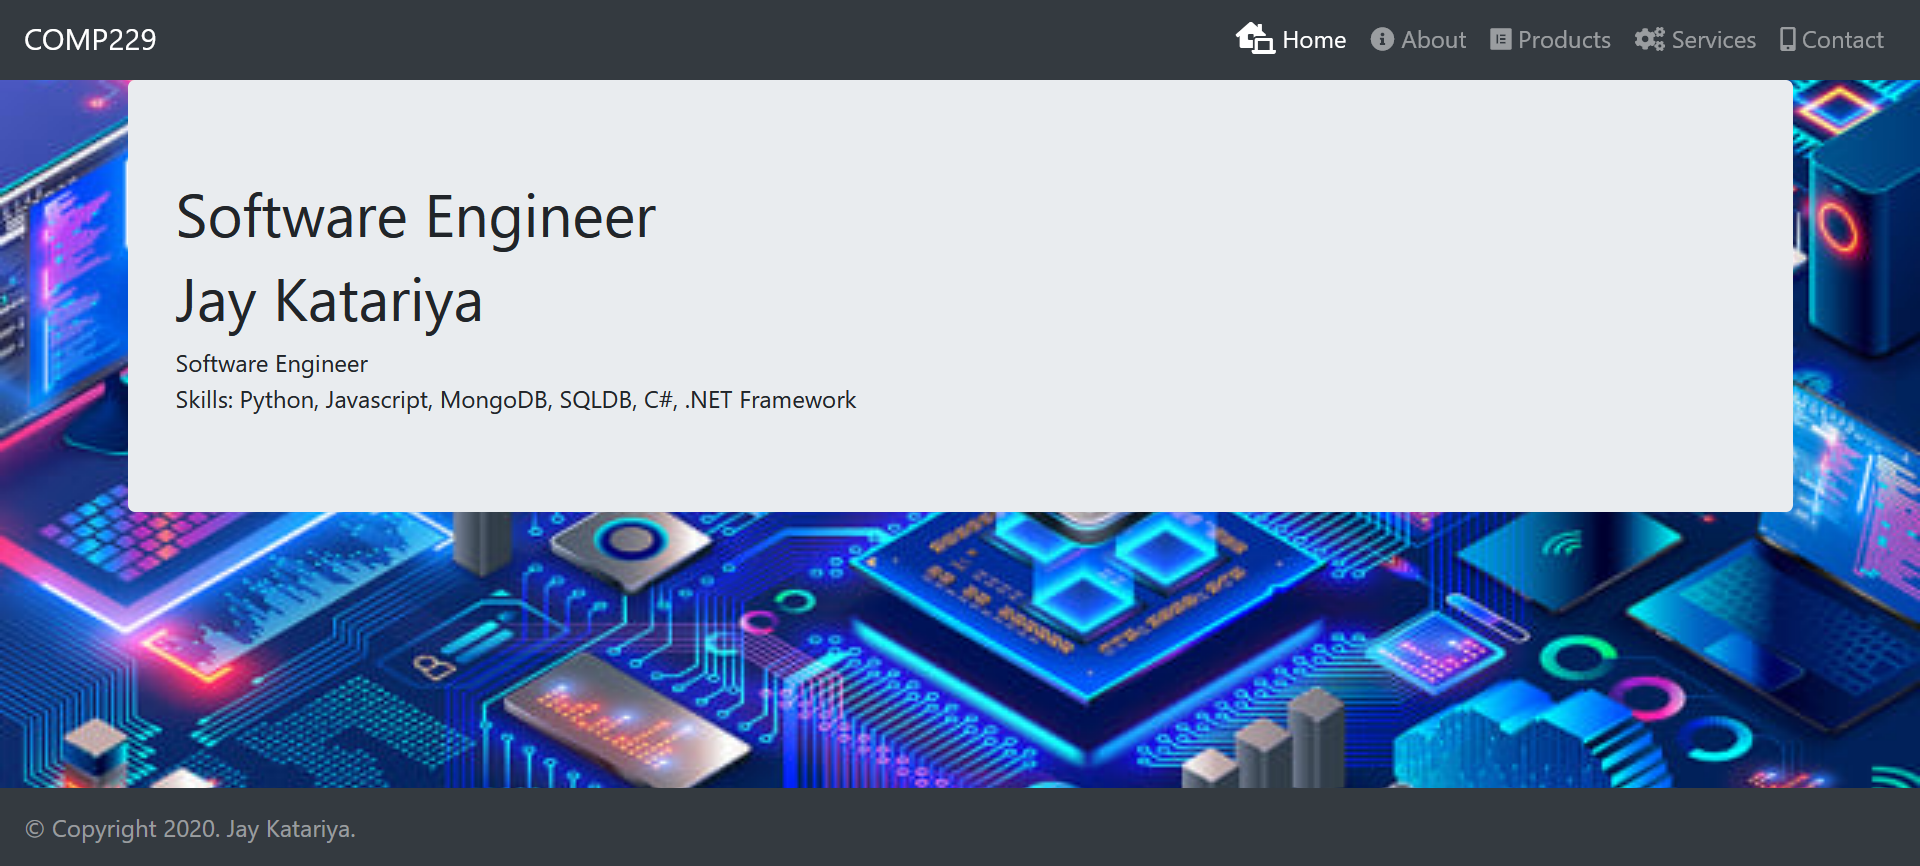 COMP229
Home About Products Services Contact
Software Engineer
Jay Katariya
Software Engineer
Skills: Python, Javascript, MongoDB, SQLDB, C#, .NET Framework
© Copyright 2020. Jay Katariya.